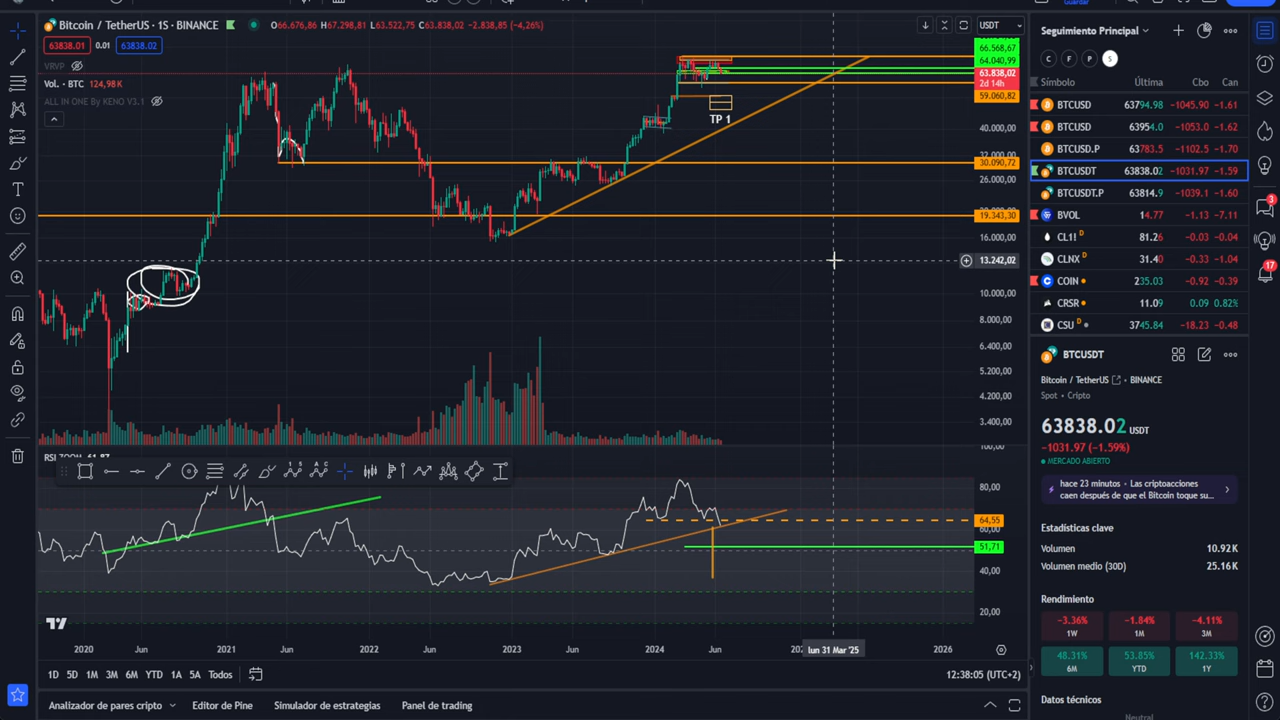 Guardar
Bitcoin / TetherUS · 1S · BINANCE
O66.676,86 H67.298,81 L63.522,75 C63.838,02 -2.838,85 (-4,26%)
USDT
63838.01 0.01 63838.02
VRVP
Vol. · BTC 124,98K
ALL IN ONE By KENO V3.1
TP 1
66.568,67
64.040,99
63.838,02
2d 14h
59.060,82
40.000,00
30.090,72
26.000,00
19.343,30
16.000,00
13.242,02
10.000,00
8.000,00
6.400,00
5.200,00
4.200,00
3.400,00
80,00
64,55
51,71
40,00
20,00
2020 Jun 2021 Jun 2022 Jun 2023 Jun 2024 Jun lun 31 Mar '25 2026
1D 5D 1M 3M 6M YTD 1A 5A Todos
12:38:05 (UTC+2)
Analizador de pares cripto Editor de Pine Simulador de estrategias Panel de trading
Seguimiento Principal
C F P S
Símbolo Última Cbo Can
BTCUSD 63794.98 -1045.90 -1.61
BTCUSD 63954.0 -1053.0 -1.62
BTCUSD.P 63783.5 -1102.5 -1.70
BTCUSDT 63838.02 -1031.97 -1.59
BTCUSDT.P 63814.9 -1039.1 -1.60
BVOL 14.77 -1.13 -7.11
CL1! D 81.26 -0.03 -0.04
CLNX D 31.40 -0.33 -1.04
COIN 235.03 -0.92 -0.39
CRSR 11.09 0.09 0.82%
CSU D 3745.84 -18.23 -0.48
BTCUSDT
Bitcoin / TetherUS · BINANCE
Spot · Cripto
63838.02 USDT
-1031.97 (-1.59%)
MERCADO ABIERTO
hace 23 minutos · Las criptoacciones
caen después de que el Bitcoin toque su...
Estadísticas clave
Volumen 10.92K
Volumen medio (30D) 25.16K
Rendimiento
-3.36% -1.84% -4.11%
1W 1M 3M
48.31% 53.85% 142.33%
6M YTD 1Y
Datos técnicos
3
17